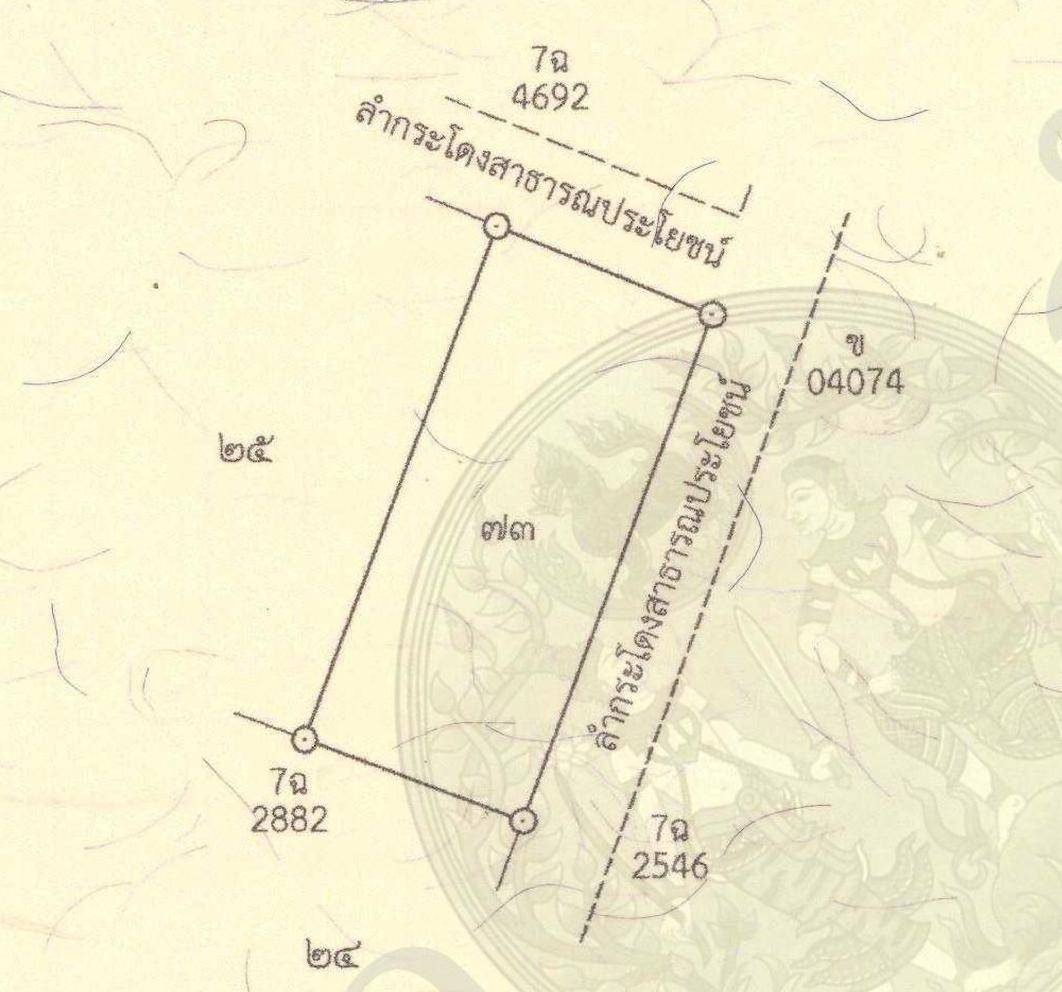 7ฉ
4692
ลำกระโดงสาธารณประโยชน์
ข
04074
๒๕
๗๓
ลำกระโดงสาธารณประโยชน์
7ฉ
2882
7ฉ
2546
๒๔